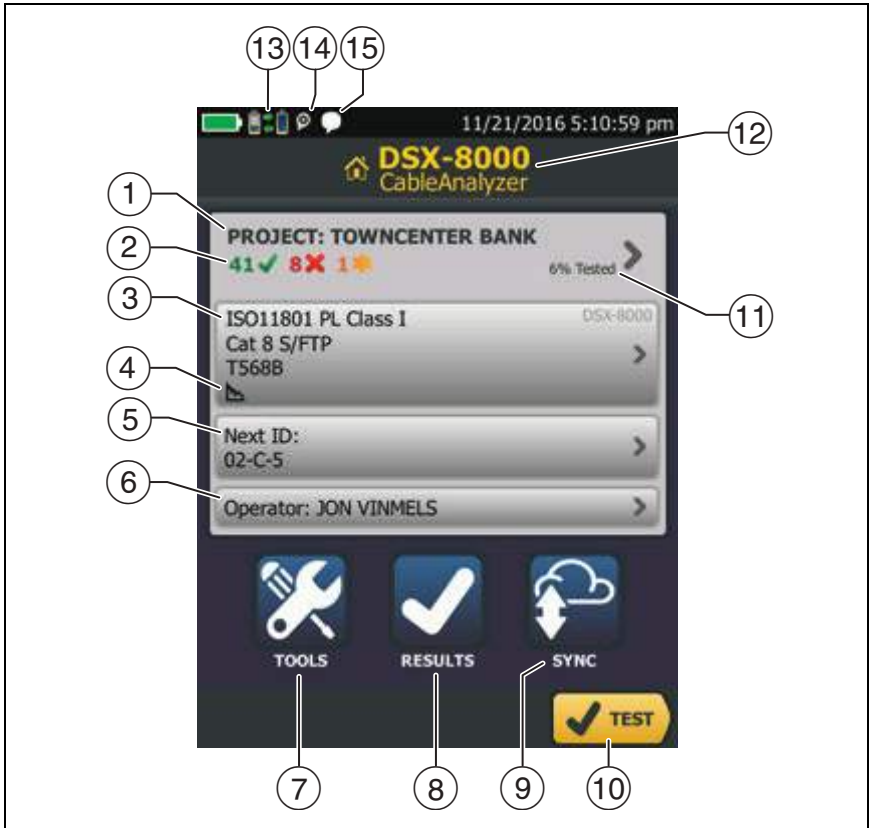 13 14 15
11/21/2016 5:10:59 pm
12
DSX-8000
CableAnalyzer
1
PROJECT: TOWNCENTER BANK
2
41 8 1
6% Tested
3
ISO11801 PL Class I
DSX-8000
11
Cat 8 S/FTP
T568B
4
5
Next ID:
02-C-5
6
Operator: JON VINMELS
TOOLS RESULTS SYNC
TEST
7 8 9 10